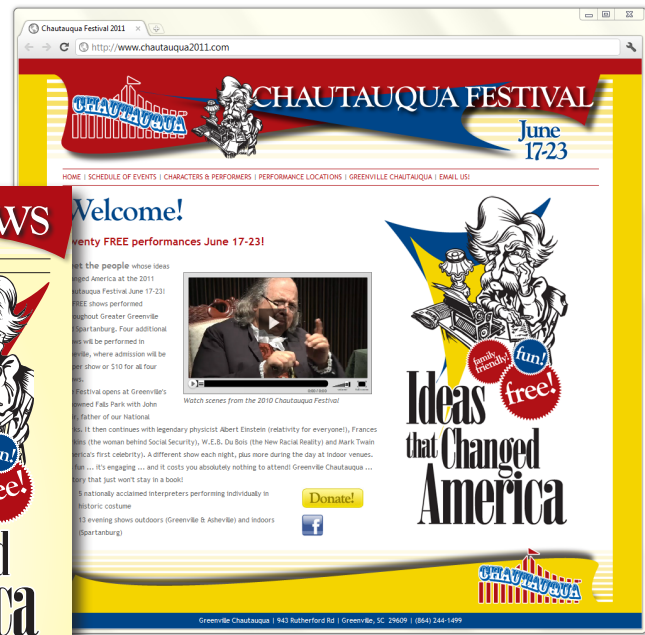 Chautauqua Festival 2011
http://www.chautauqua2011.com
CHAUTAUQUA
CHAUTAUQUA FESTIVAL
June
17-23
HOME | SCHEDULE OF EVENTS | CHARACTERS & PERFORMERS | PERFORMANCE LOCATIONS | GREENVILLE CHAUTAUQUA | EMAIL US!
Welcome!
wenty FREE performances June 17-23!
et the people whose ideas
nged America at the 2011
utauqua Festival June 17-23!
FREE shows performed
oughout Greater Greenville
Spartanburg. Four additional
ws will be performed in
eville, where admission will be
per show or $10 for all four
ws.
Festival opens at Greenville's
owned Falls Park with John
r, father of our National
ks. It then continues with legendary physicist Albert Einstein (relativity for everyone!), Frances
kins (the woman behind Social Security), W.E.B. Du Bois (the New Racial Reality) and Mark Twain
erica's first celebrity). A different show each night, plus more during the day at indoor venues.
fun ... it's engaging ... and it costs you absolutely nothing to attend! Greenville Chautauqua ...
tory that just won't stay in a book!
5 nationally acclaimed interpreters performing individually in
historic costume
13 evening shows outdoors (Greenville & Asheville) and indoors
(Spartanburg)
Watch scenes from the 2010 Chautauqua Festival
Donate!
f
family
friendly!
fun!
free!
Ideas
that Changed
America
CHAUTAUQUA
Greenville Chautauqua | 943 Rutherford Rd | Greenville, SC 29609 | (864) 244-1499
WS
n!
ee!
d
ca